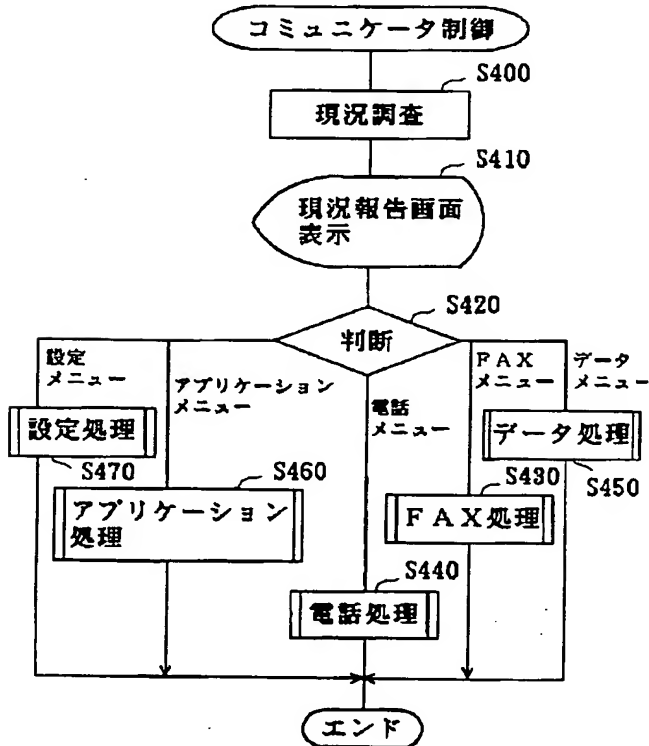 コミュニケータ制御
S400
現況調査
S410
現況報告画面
表示
S420
判断
設定
メニュー
アプリケーション
メニュー
電話
メニュー
FAX
メニュー
データ
メニュー
設定処理
S470
データ処理
S450
S460
アプリケーション
処理
S430
FAX処理
S440
電話処理
エンド